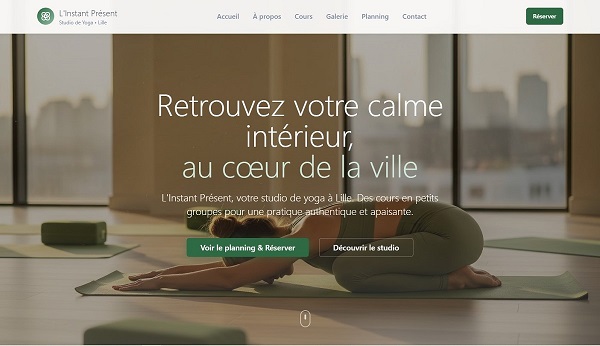 L'Instant Présent
Studio de Yoga • Lille
Accueil À propos Cours Galerie Planning Contact
Réserver
Retrouvez votre calme
intérieur,
au cœur de la ville
L'Instant Présent, votre studio de yoga à Lille. Des cours en petits
groupes pour une pratique authentique et apaisante.
Voir le planning & Réserver
Découvrir le studio